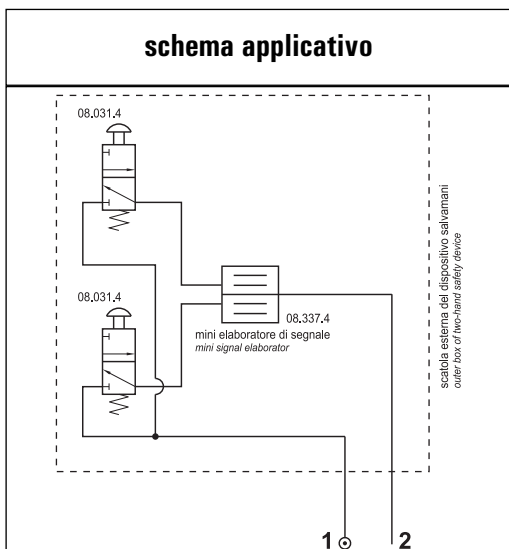 schema applicativo
08.031.4
08.031.4
08.337.4
mini elaboratore di segnale
mini signal elaborator
scatola esterna del dispositivo salvamani
outer box of two-hand safety device
1
2